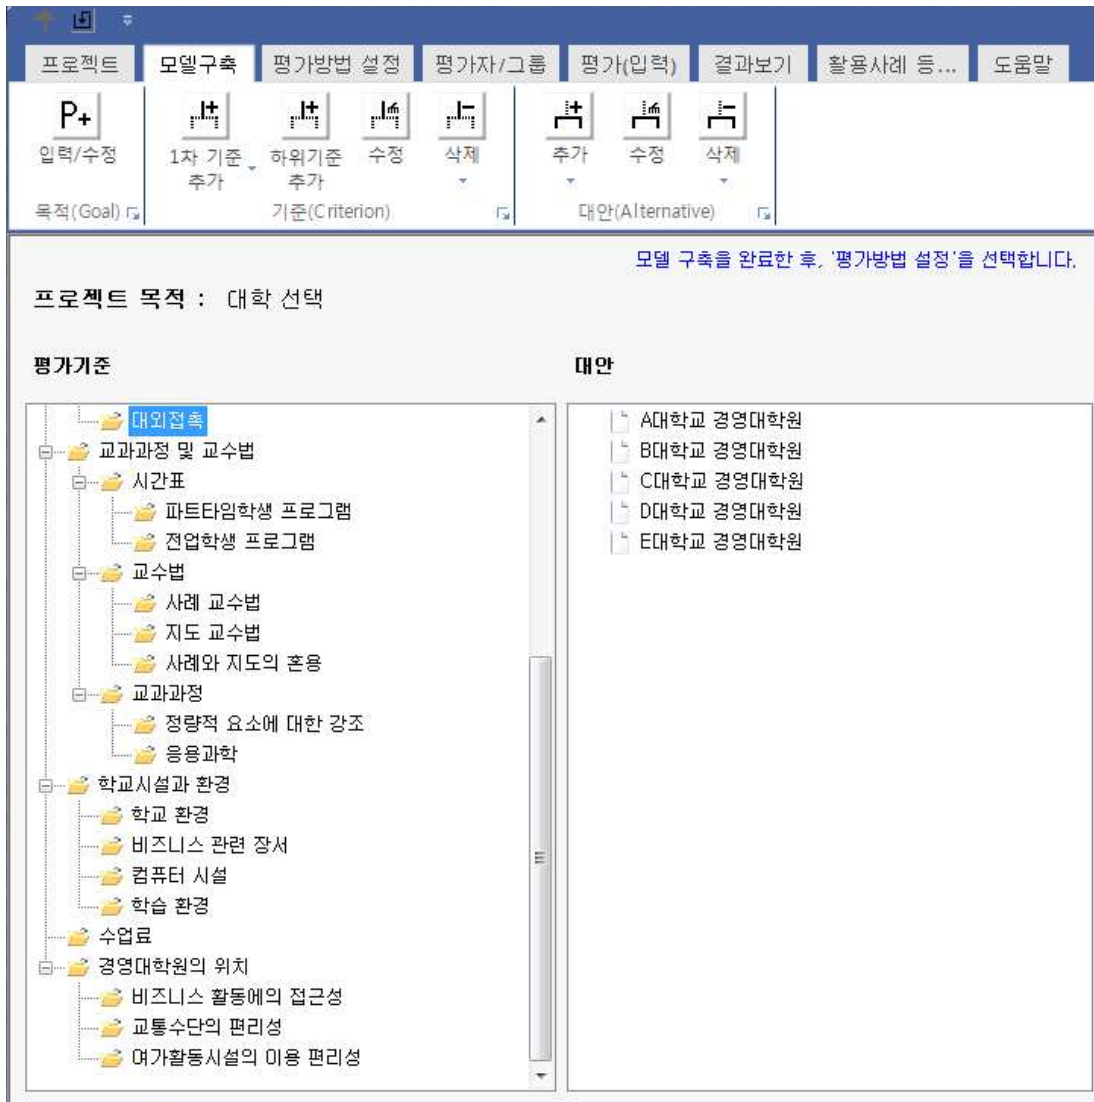 프로젝트 모델구축 평가방법 설정 평가자/그룹 평가(입력) 결과보기 활용사례 등... 도움말
P+
입력/수정 1차 기준 추가 하위기준 추가 수정 삭제 추가 수정 삭제
목적(Goal) 기준(Criterion) 대안(Alternative)
모델 구축을 완료한 후, '평가방법 설정'을 선택합니다.
프로젝트 목적 : 대학 선택
평가기준
대외접촉
교과과정 및 교수법
시간표
파트타임학생 프로그램
전업학생 프로그램
교수법
사례 교수법
지도 교수법
사례와 지도의 혼용
교과과정
정량적 요소에 대한 강조
응용과학
학교시설과 환경
학교 환경
비즈니스 관련 장서
컴퓨터 시설
학습 환경
수업료
경영대학원의 위치
비즈니스 활동에의 접근성
교통수단의 편리성
여가활동시설의 이용 편리성
대안
A대학교 경영대학원
B대학교 경영대학원
C대학교 경영대학원
D대학교 경영대학원
E대학교 경영대학원